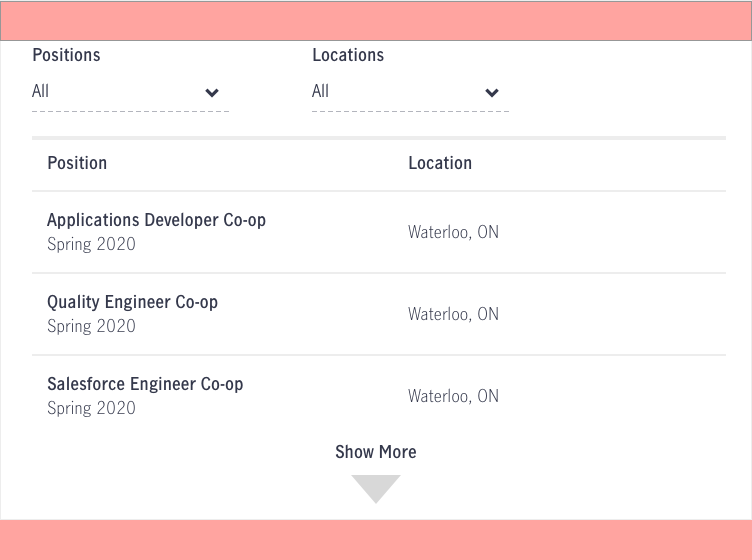 Positions Locations
All All
Position Location
Applications Developer Co-op
Spring 2020
Waterloo, ON
Quality Engineer Co-op
Spring 2020
Waterloo, ON
Salesforce Engineer Co-op
Spring 2020
Waterloo, ON
Show More